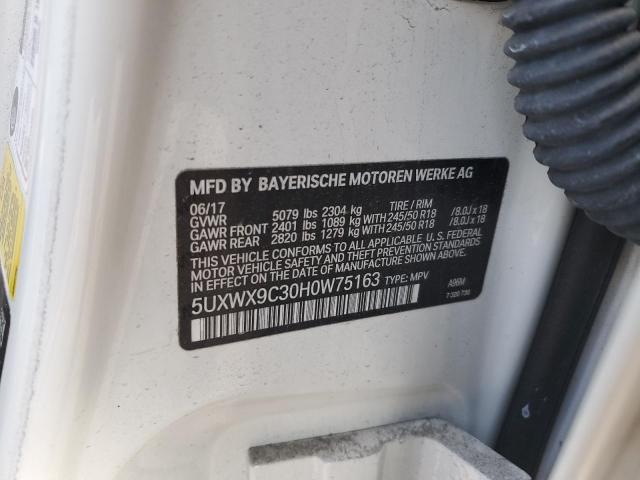 MFD BY BAYERISCHE MOTOREN WERKE AG
06/17
GVWR 5079 lbs 2304 kg TIRE / RIM
GAWR FRONT 2401 lbs 1089 kg WITH 245/50 R18 /8.0J x 18
GAWR REAR 2820 lbs 1279 kg WITH 245/50 R18 /8.0J x 18
THIS VEHICLE CONFORMS TO ALL APPLICABLE U.S. FEDERAL
MOTOR VEHICLE SAFETY AND THEFT PREVENTION STANDARDS
IN EFFECT ON THE DATE OF MANUFACTURE SHOWN ABOVE.
5UXWX9C30H0W75163 TYPE: MPV A96M